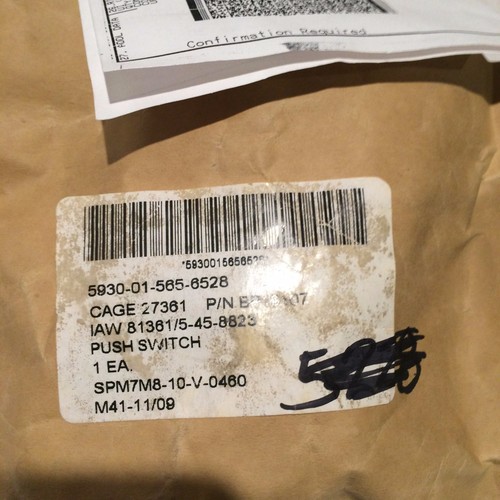 Confirmation Required
*5930015656528*
5930-01-565-6528
CAGE 27361 P/N
IAW 81361/5-45-8823
PUSH SWITCH
1 EA.
SPM7M8-10-V-0460
M41-11/09